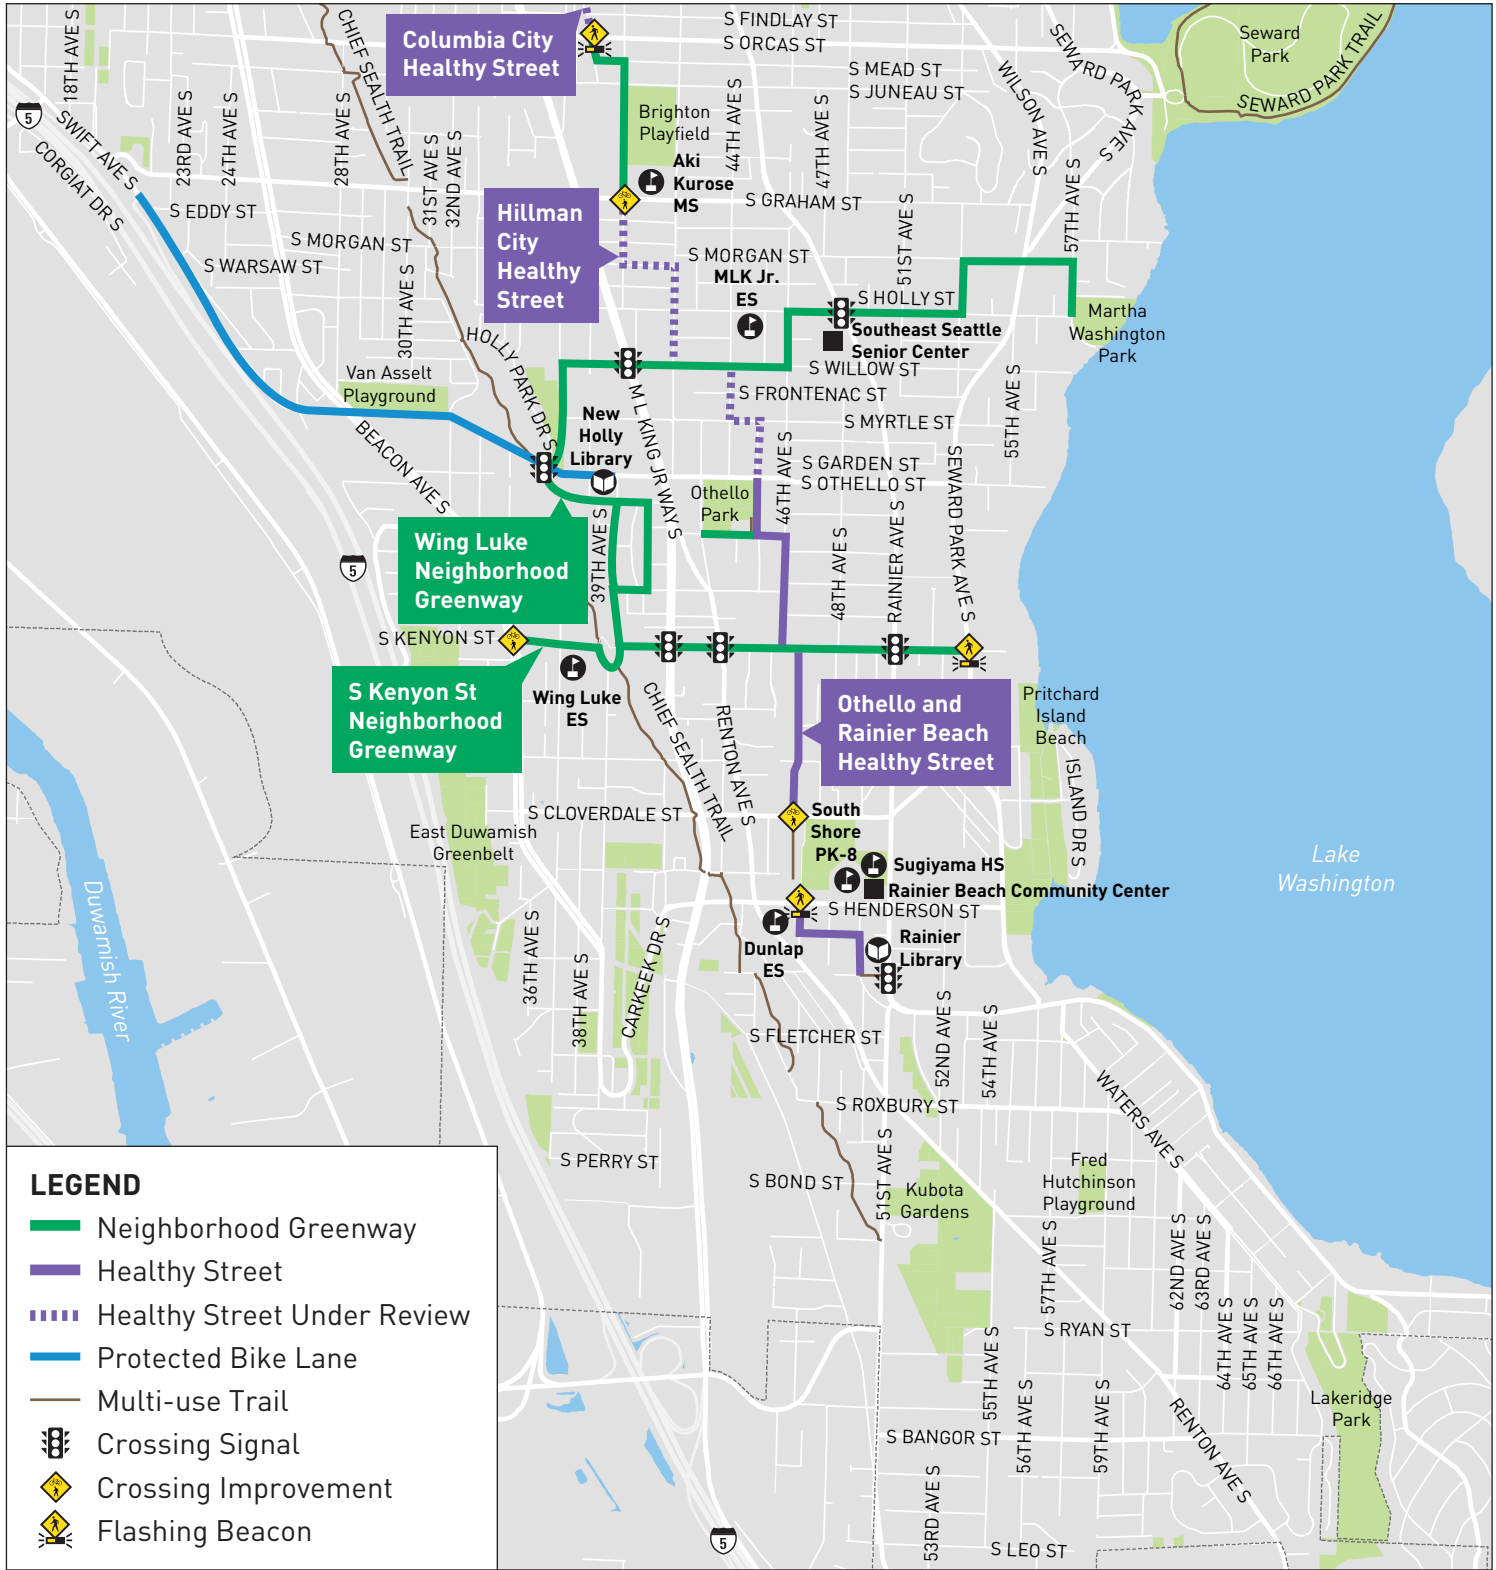 Columbia City
Healthy Street
S FINDLAY ST
S ORCAS ST
S MEAD ST
S JUNEAU ST
SEWARD PARK AVE S
WILSON AVE S
Seward
Park
SEWARD PARK TRAIL
18TH AVE S
5
SWIFT AVE S
CORGIAT DR S
23RD AVE S
24TH AVE S
28TH AVE S
CHIEF SEALTH TRAIL
31ST AVE S
32ND AVE S
Brighton
Playfield
44TH AVE S
47TH AVE S
Aki
Kurose
MS
S GRAHAM ST
51ST AVE S
57TH AVE S
S EDDY ST
S MORGAN ST
S WARSAW ST
30TH AVE S
Hillman
City
Healthy
Street
S MORGAN ST
MLK Jr.
ES
S HOLLY ST
Southeast Seattle
Senior Center
S WILLOW ST
Martha
Washington
Park
HOLLY PARK DR S
Van Asselt
Playground
BEACON AVE S
M L KING JR WAY S
New
Holly
Library
S FRONTENAC ST
S MYRTLE ST
S GARDEN ST
S OTHELLO ST
46TH AVE S
55TH AVE S
SEWARD PARK AVE S
Othello
Park
Wing Luke
Neighborhood
Greenway
39TH AVE S
48TH AVE S
RAINIER AVE S
5
S KENYON ST
S Kenyon St
Neighborhood
Greenway
Wing Luke
ES
CHIEF SEALTH TRAIL
RENTON AVE S
Othello and
Rainier Beach
Healthy Street
Pritchard
Island
Beach
ISLAND DR S
S CLOVERDALE ST
East Duwamish
Greenbelt
South
Shore
PK-8
Sugiyama HS
Rainier Beach Community Center
S HENDERSON ST
Lake
Washington
Duwamish River
36TH AVE S
38TH AVE S
CARKEEK DR S
Dunlap
ES
Rainier
Library
S FLETCHER ST
52ND AVE S
54TH AVE S
S ROXBURY ST
WATERS AVE S
S PERRY ST
S BOND ST
51ST AVE S
Kubota
Gardens
Fred
Hutchinson
Playground
57TH AVE S
62ND AVE S
63RD AVE S
S RYAN ST
64TH AVE S
65TH AVE S
66TH AVE S
55TH AVE S
56TH AVE S
59TH AVE S
RENTON AVE S
Lakeridge
Park
S BANGOR ST
53RD AVE S
S LEO ST
5
LEGEND
Neighborhood Greenway
Healthy Street
Healthy Street Under Review
Protected Bike Lane
Multi-use Trail
Crossing Signal
Crossing Improvement
Flashing Beacon